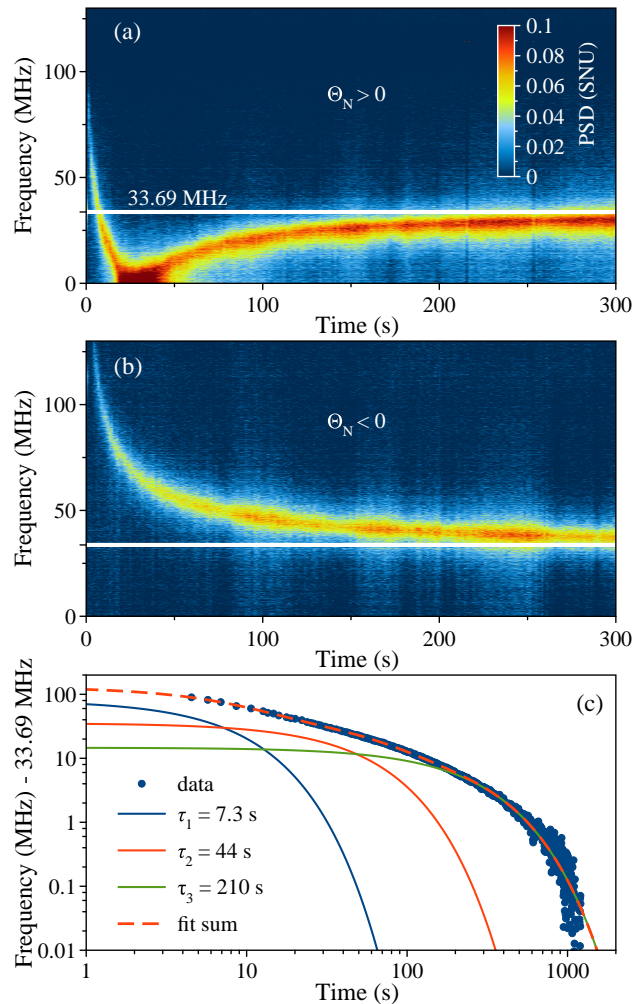 (a)
Θ_N > 0
33.69 MHz
0.1
0.08
0.06
0.04
0.02
0
PSD (SNU)
Frequency (MHz)
100
50
0
0 100 200 300
Time (s)
(b)
Θ_N < 0
Frequency (MHz)
100
50
0
0 100 200 300
Time (s)
(c)
Frequency (MHz) - 33.69 MHz
100
10
1
0.1
0.01
data
τ_1 = 7.3 s
τ_2 = 44 s
τ_3 = 210 s
fit sum
1 10 100 1000
Time (s)